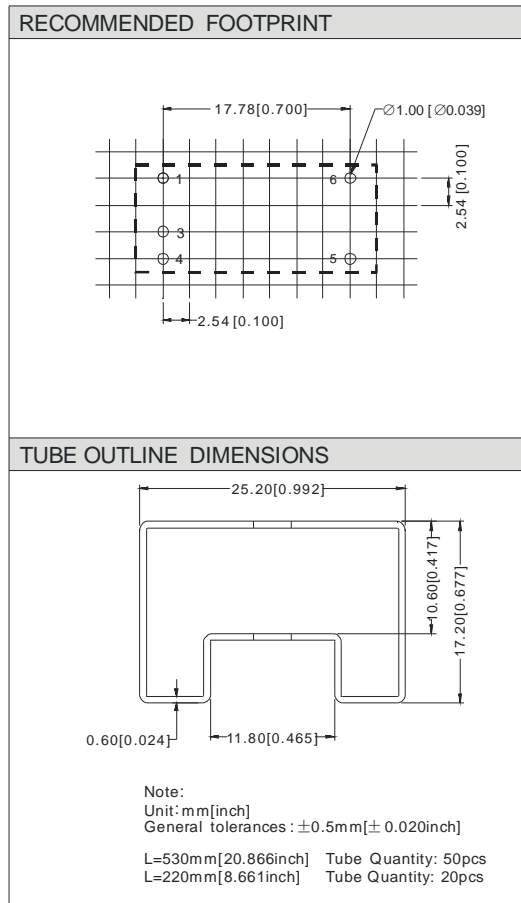 RECOMMENDED FOOTPRINT
17.78[0.700]
∅1.00 [∅0.039]
1
6
2.54 [0.100]
3
4
5
2.54 [0.100]
TUBE OUTLINE DIMENSIONS
25.20[0.992]
10.60[0.417]
17.20[0.677]
0.60[0.024]
11.80[0.465]
Note:
Unit:mm[inch]
General tolerances : ±0.5mm[± 0.020inch]
L=530mm[20.866inch] Tube Quantity: 50pcs
L=220mm[8.661inch] Tube Quantity: 20pcs